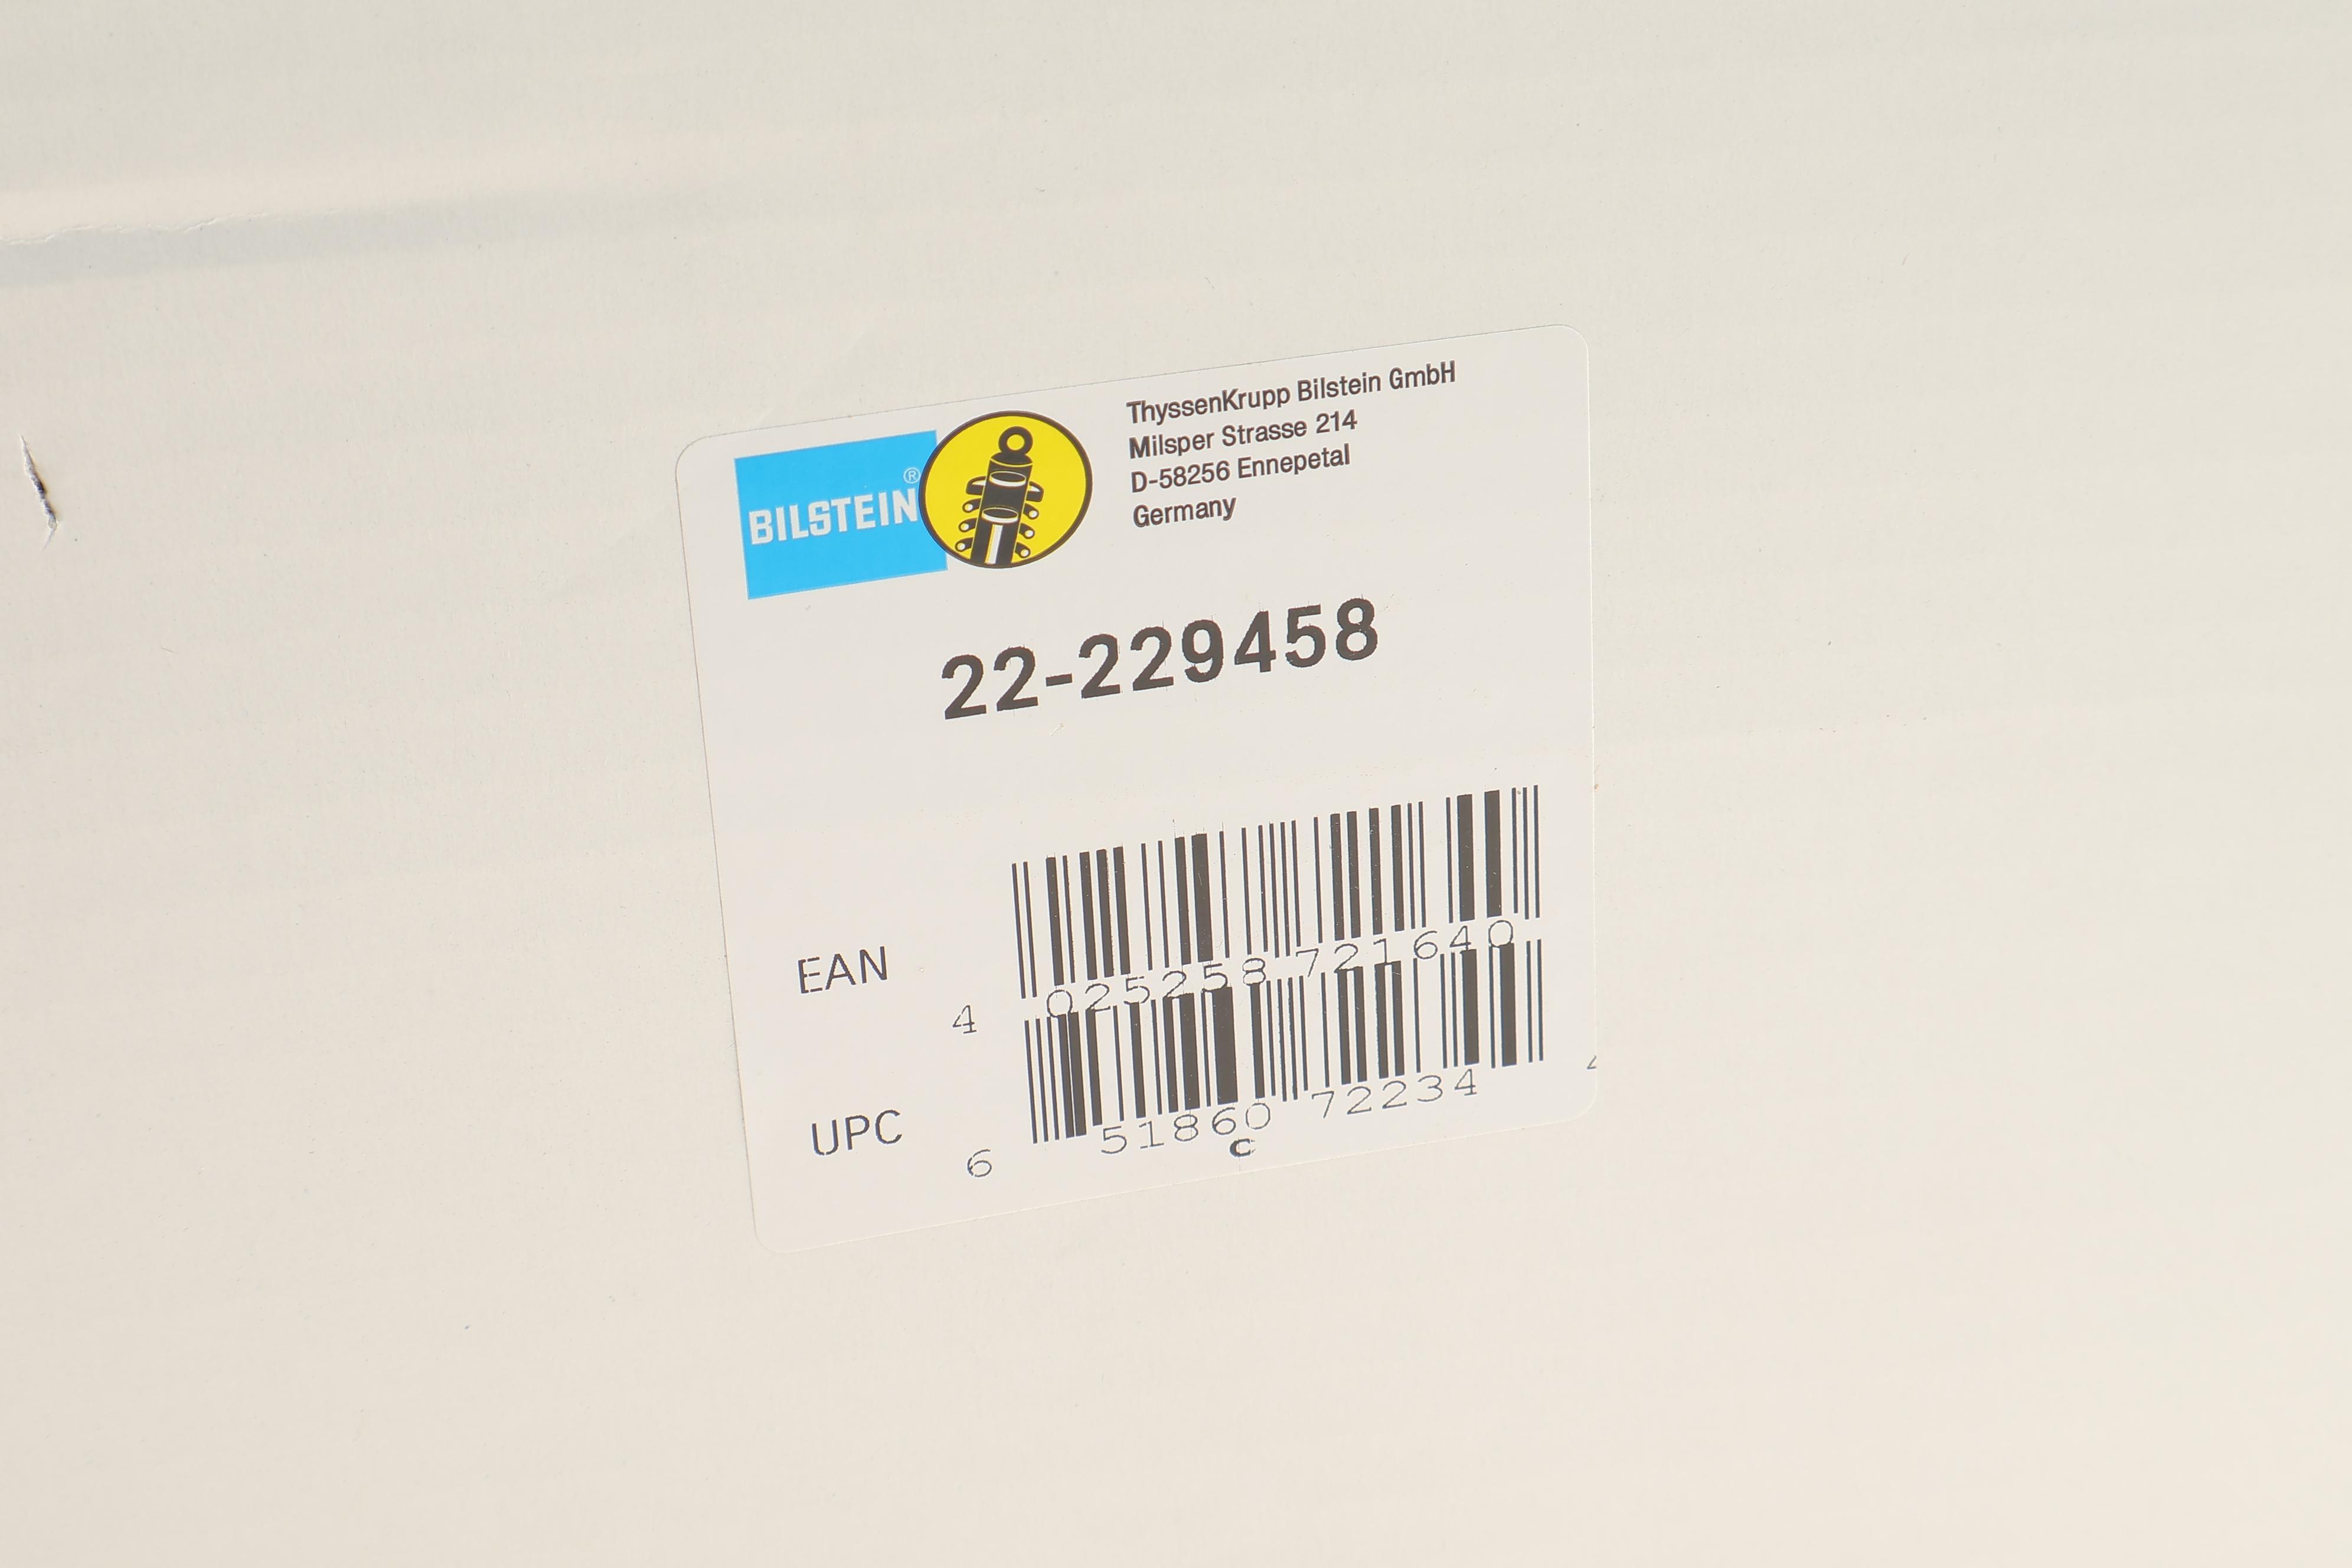 BILSTEIN®
ThyssenKrupp Bilstein GmbH
Milsper Strasse 214
D-58256 Ennepetal
Germany
22-229458
EAN
4 025258 721640
UPC
6 51860 72234
C